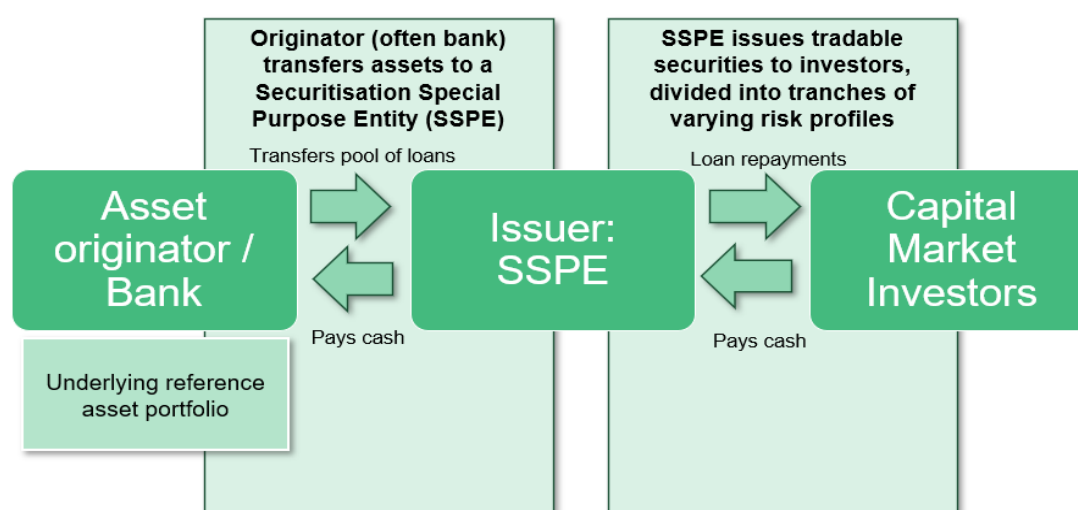 Originator (often bank)
transfers assets to a
Securitisation Special
Purpose Entity (SSPE)
SSPE issues tradable
securities to investors,
divided into tranches of
varying risk profiles
Transfers pool of loans
Loan repayments
Asset
originator /
Bank
Issuer:
SSPE
Capital
Market
Investors
Pays cash
Pays cash
Underlying reference
asset portfolio